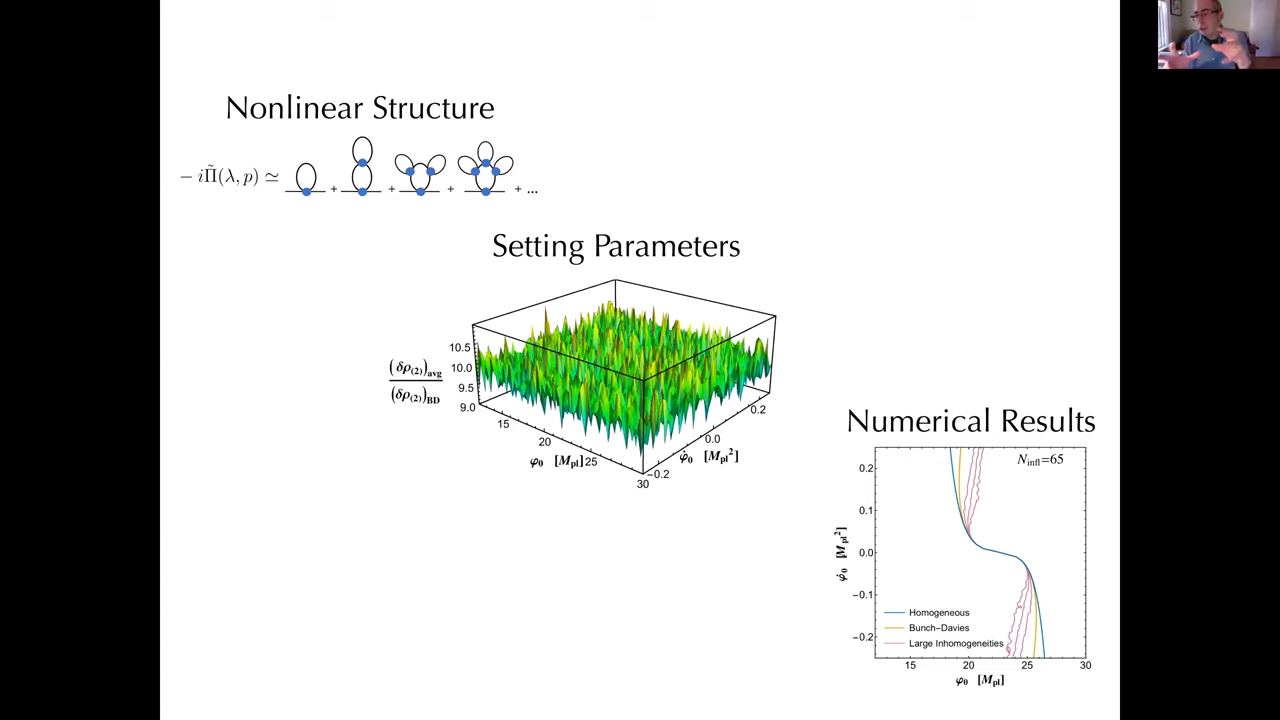 Nonlinear Structure
− iΠ̃(λ, p) ≃ + + + + ...
Setting Parameters
(δρ(2))avg
(δρ(2))BD
10.5
10.0
9.5
9.0
15
20
25
30
φ0 [Mpl]
−0.2
0.0
0.2
φ̇0 [Mpl²]
Numerical Results
Ninfl=65
0.2
0.1
0.0
−0.1
−0.2
φ̇0 [Mpl²]
Homogeneous
Bunch–Davies
Large Inhomogeneities
15 20 25 30
φ0 [Mpl]